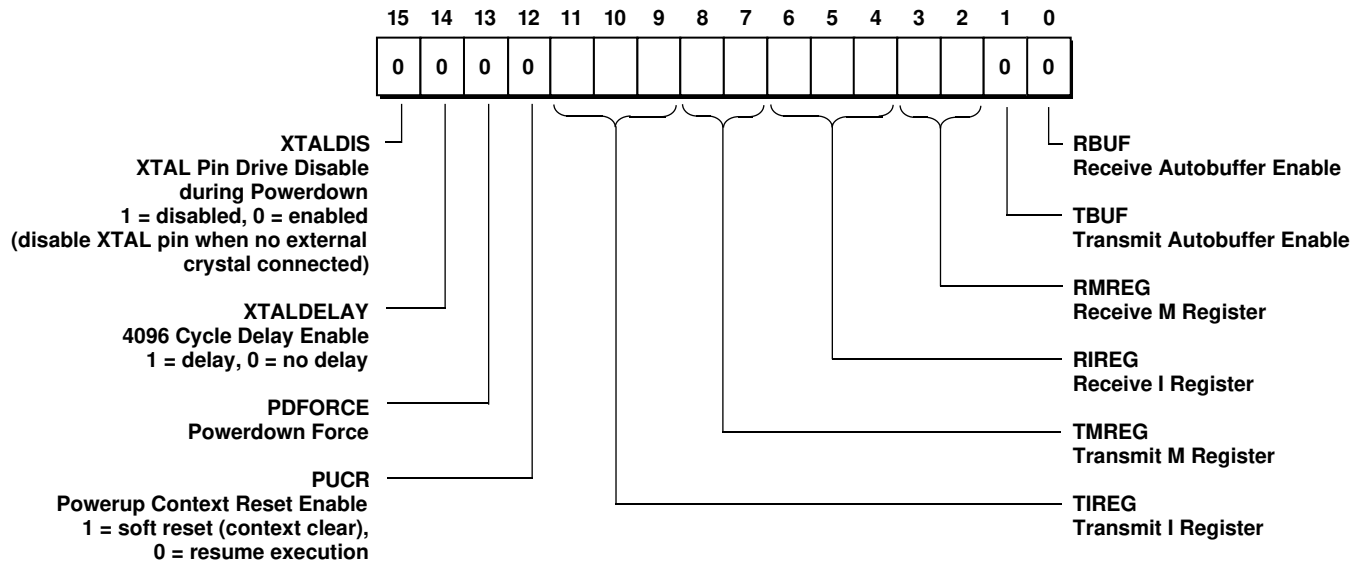 15 14 13 12 11 10 9 8 7 6 5 4 3 2 1 0
0 0 0 0 0 0
XTALDIS
XTAL Pin Drive Disable
during Powerdown
1 = disabled, 0 = enabled
(disable XTAL pin when no external
crystal connected)
XTALDELAY
4096 Cycle Delay Enable
1 = delay, 0 = no delay
PDFORCE
Powerdown Force
PUCR
Powerup Context Reset Enable
1 = soft reset (context clear),
0 = resume execution
RBUF
Receive Autobuffer Enable
TBUF
Transmit Autobuffer Enable
RMREG
Receive M Register
RIREG
Receive I Register
TMREG
Transmit M Register
TIREG
Transmit I Register